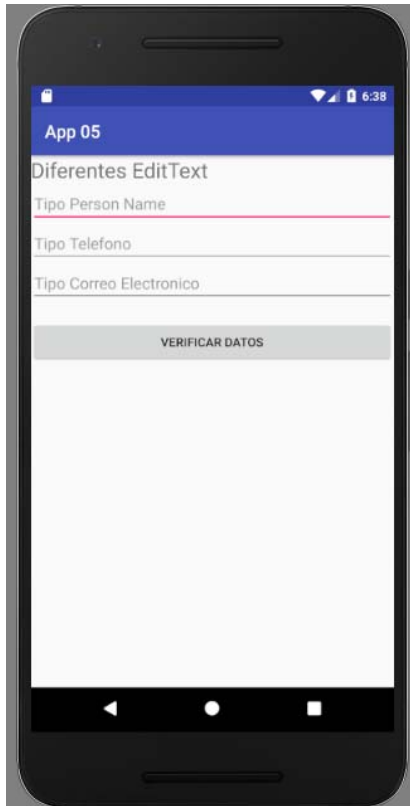 6:38
App 05
Diferentes EditText
Tipo Person Name
Tipo Telefono
Tipo Correo Electronico
VERIFICAR DATOS